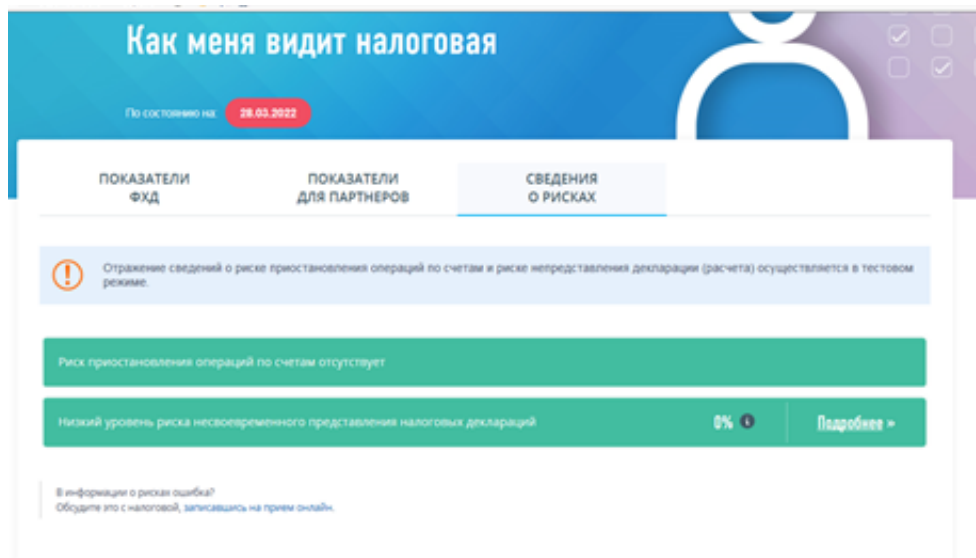 Как меня видит налоговая
По состоянию на: 28.03.2022
ПОКАЗАТЕЛИ
ФХД
ПОКАЗАТЕЛИ
ДЛЯ ПАРТНЕРОВ
СВЕДЕНИЯ
О РИСКАХ
Отражение сведений о риске приостановления операций по счетам и риске непредставления декларации (расчета) осуществляется в тестовом
режиме.
Риск приостановления операций по счетам отсутствует
Низкий уровень риска несвоевременного представления налоговых деклараций 0% Подробнее »
В информации о рисках ошибка?
Обсудите это с налоговой, записавшись на прием онлайн.